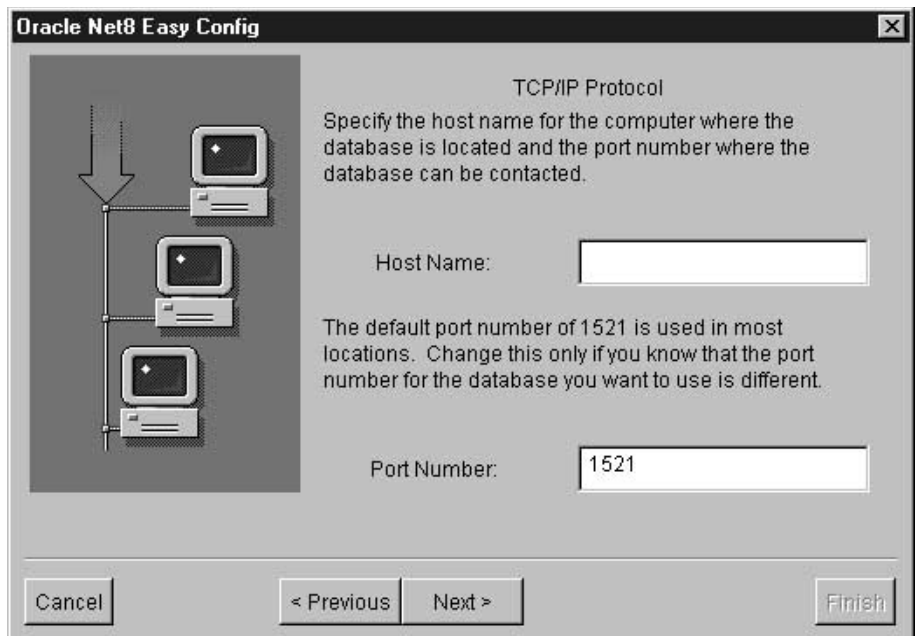 Oracle Net8 Easy Config
TCP/IP Protocol
Specify the host name for the computer where the
database is located and the port number where the
database can be contacted.
Host Name:
The default port number of 1521 is used in most
locations. Change this only if you know that the port
number for the database you want to use is different.
Port Number: 1521
Cancel < Previous Next > Finish